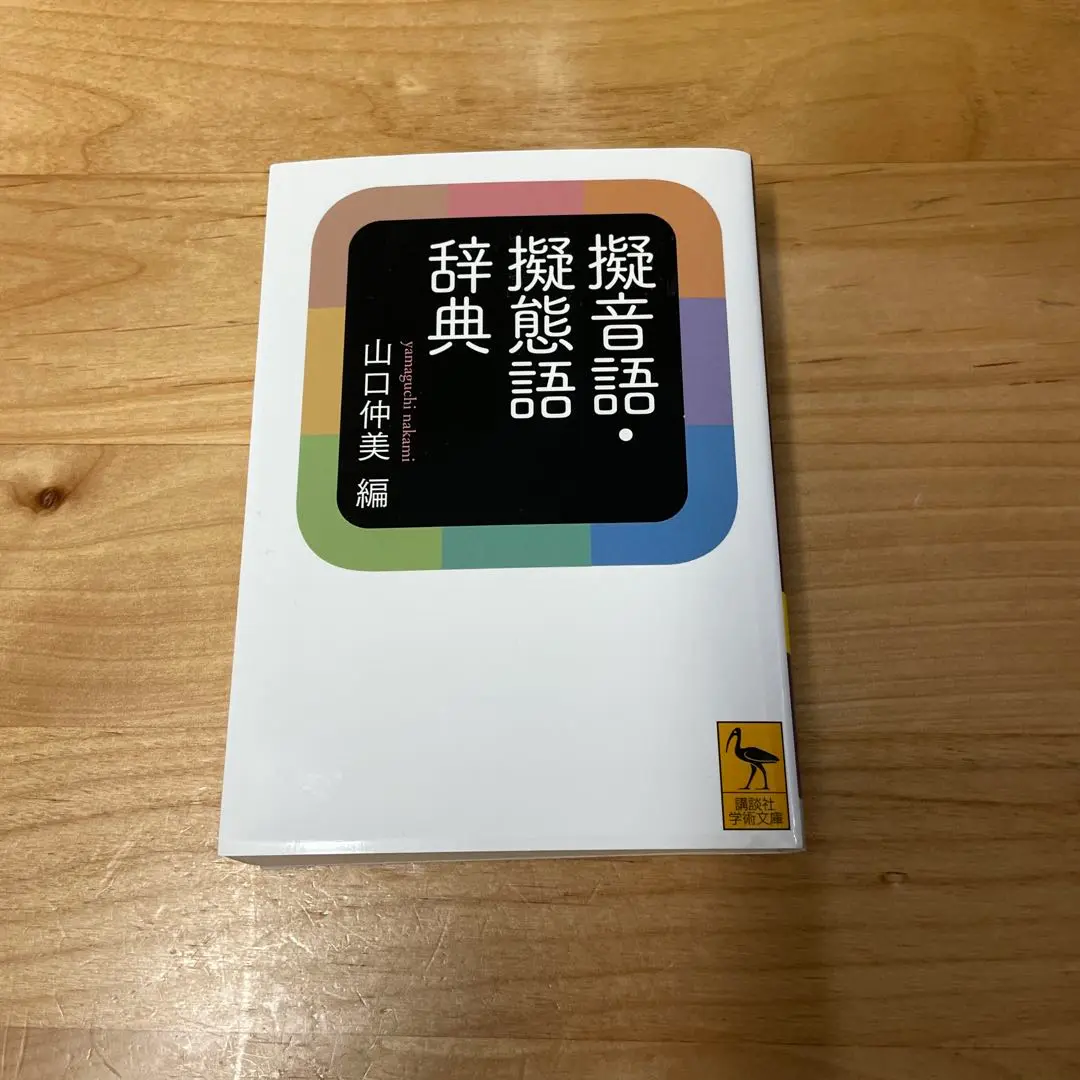 擬音語・
擬態語
辞典
yamaguchi nakami
山口仲美 編
講談社
学術文庫